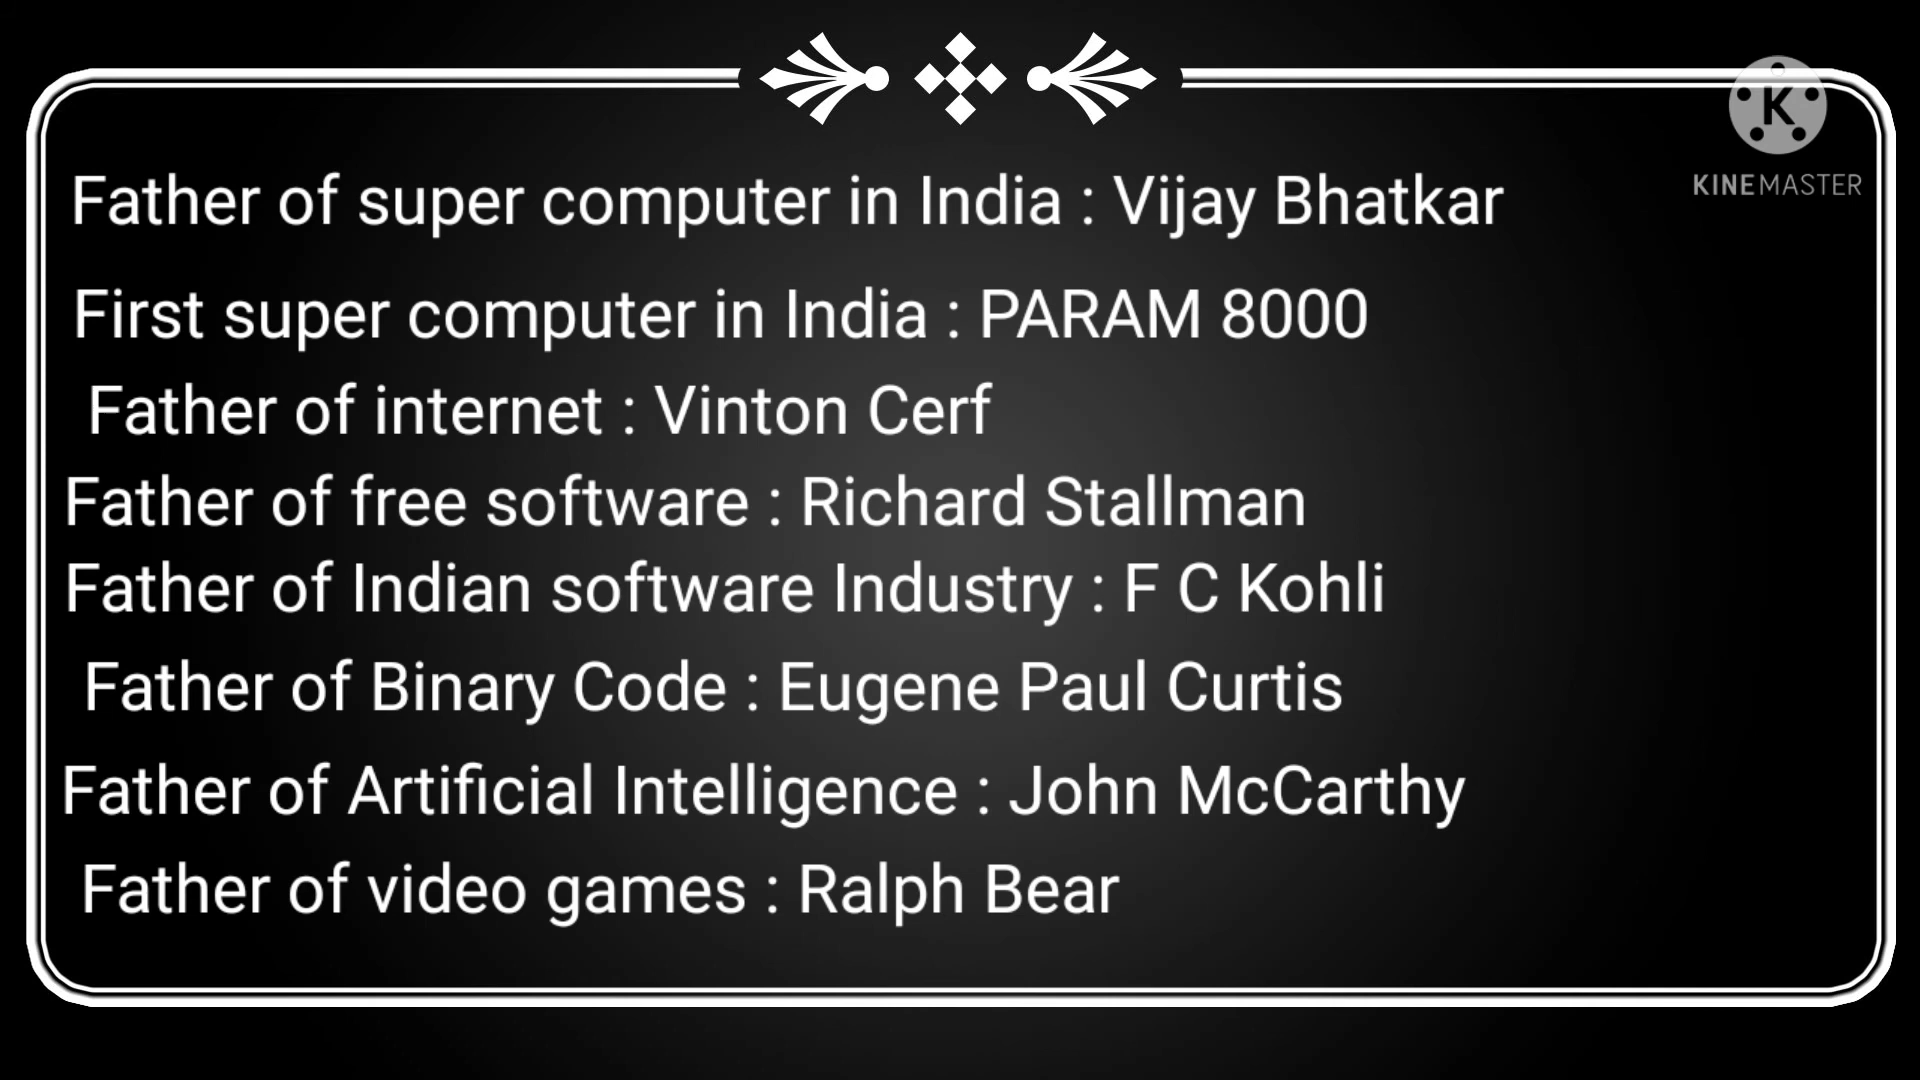 Father of super computer in India : Vijay Bhatkar
K
KINEMASTER
First super computer in India : PARAM 8000
Father of internet : Vinton Cerf
Father of free software : Richard Stallman
Father of Indian software Industry : F C Kohli
Father of Binary Code : Eugene Paul Curtis
Father of Artificial Intelligence : John McCarthy
Father of video games : Ralph Bear